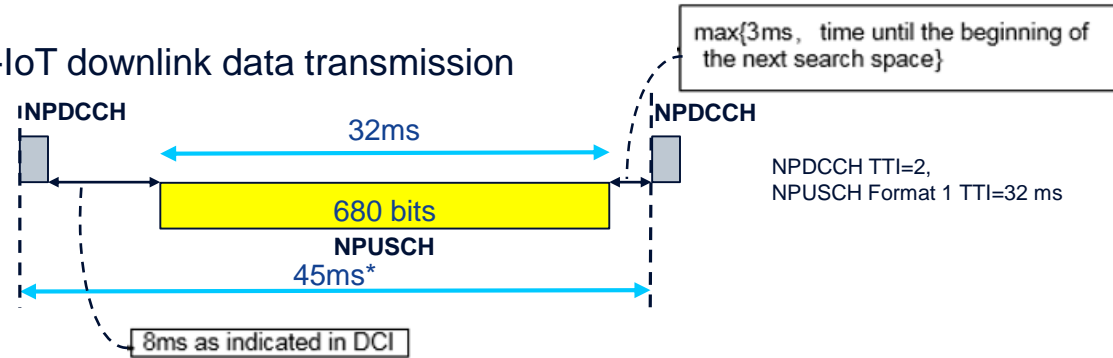 max{3ms, time until the beginning of
the next search space}
-IoT downlink data transmission
NPDCCH
NPDCCH
32ms
NPDCCH TTI=2,
NPUSCH Format 1 TTI=32 ms
680 bits
NPUSCH
45ms*
8ms as indicated in DCI